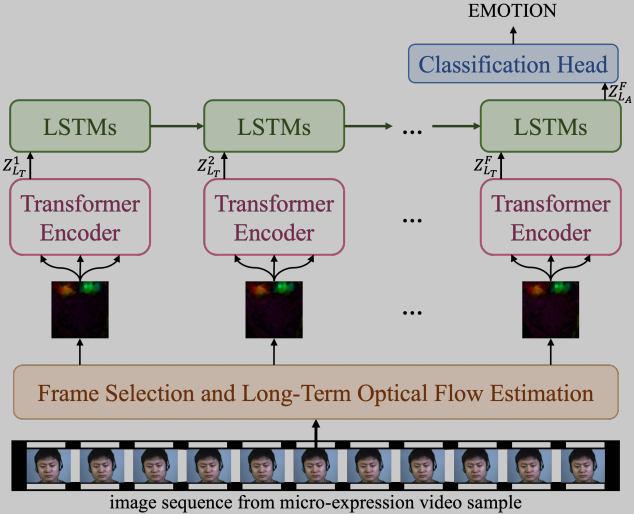 EMOTION
Classification Head
Z_{L_A}^F
LSTMs LSTMs ... LSTMs
Z_{L_T}^1 Z_{L_T}^2 Z_{L_T}^F
Transformer Transformer Transformer
Encoder Encoder ... Encoder
...
Frame Selection and Long-Term Optical Flow Estimation
image sequence from micro-expression video sample